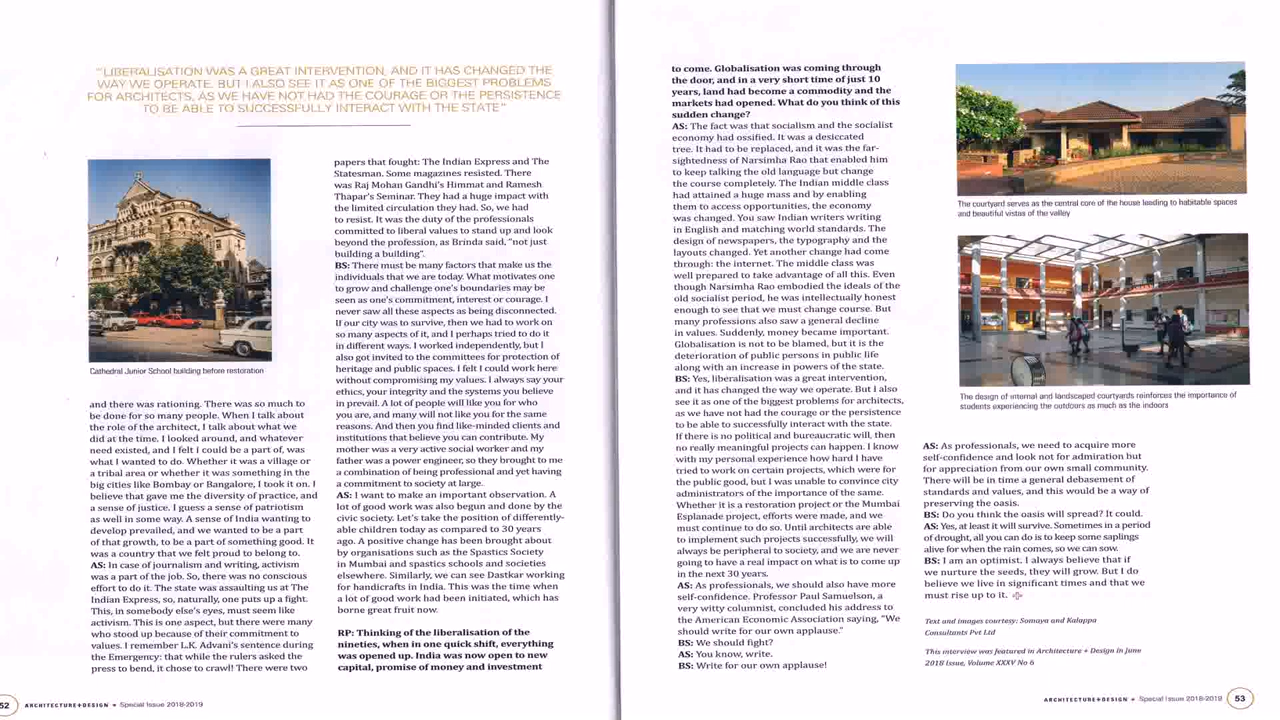 "LIBERALISATION WAS A GREAT INTERVENTION, AND IT HAS CHANGED THE
WAY WE OPERATE. BUT I ALSO SEE IT AS ONE OF THE BIGGEST PROBLEMS
FOR ARCHITECTS, AS WE HAVE NOT HAD THE COURAGE OR THE PERSISTENCE
TO BE ABLE TO SUCCESSFULLY INTERACT WITH THE STATE"
Cathedral Junior School building before restoration
and there was rationing. There was so much to
be done for so many people. When I talk about
the role of the architect, I talk about what we
did at the time. I looked around, and whatever
need existed, and I felt I could be a part of, was
what I wanted to do. Whether it was a village or
a tribal area or whether it was something in the
big cities like Bombay or Bangalore, I took it on. I
believe that gave me the diversity of practice, and
a sense of justice. I guess a sense of patriotism
as well in some way. A sense of India wanting to
develop prevailed, and we wanted to be a part
of that growth, to be a part of something good. It
was a country that we felt proud to belong to.
AS: In case of journalism and writing, activism
was a part of the job. So, there was no conscious
effort to do it. The state was assaulting us at The
Indian Express, so, naturally, one puts up a fight.
This, in somebody else's eyes, must seem like
activism. This is one aspect, but there were many
who stood up because of their commitment to
values. I remember L.K. Advani's sentence during
the Emergency: that while the rulers asked the
press to bend, it chose to crawl! There were two
papers that fought: The Indian Express and The
Statesman. Some magazines resisted. There
was Raj Mohan Gandhi's Himmat and Ramesh
Thapar's Seminar. They had a huge impact with
the limited circulation they had. So, we had
to resist. It was the duty of the professionals
committed to liberal values to stand up and look
beyond the profession, as Brinda said, "not just
building a building".
BS: There must be many factors that make us the
individuals that we are today. What motivates one
to grow and challenge one's boundaries may be
seen as one's commitment, interest or courage. I
never saw all these aspects as being disconnected.
If our city was to survive, then we had to work on
so many aspects of it, and I perhaps tried to do it
in different ways. I worked independently, but I
also got invited to the committees for protection of
heritage and public spaces. I felt I could work here
without compromising my values. I always say your
ethics, your integrity and the systems you believe
in prevail. A lot of people will like you for who
you are, and many will not like you for the same
reasons. And then you find like-minded clients and
institutions that believe you can contribute. My
mother was a very active social worker and my
father was a power engineer, so they brought to me
a combination of being professional and yet having
a commitment to society at large.
AS: I want to make an important observation. A
lot of good work was also begun and done by the
civic society. Let's take the position of differently-
able children today as compared to 30 years
ago. A positive change has been brought about
by organisations such as the Spastics Society
in Mumbai and spastics schools and societies
elsewhere. Similarly, we can see Dastkar working
for handicrafts in India. This was the time when
a lot of good work had been initiated, which has
borne great fruit now.
RP: Thinking of the liberalisation of the
nineties, when in one quick shift, everything
was opened up. India was now open to new
capital, promise of money and investment
52 ARCHITECTURE+DESIGN • Special Issue 2018-2019
to come. Globalisation was coming through
the door, and in a very short time of just 10
years, land had become a commodity and the
markets had opened. What do you think of this
sudden change?
AS: The fact was that socialism and the socialist
economy had ossified. It was a desiccated
tree. It had to be replaced, and it was the far-
sightedness of Narsimha Rao that enabled him
to keep talking the old language but change
the course completely. The Indian middle class
had attained a huge mass and by enabling
them to access opportunities, the economy
was changed. You saw Indian writers writing
in English and matching world standards. The
design of newspapers, the typography and the
layouts changed. Yet another change had come
through: the internet. The middle class was
well prepared to take advantage of all this. Even
though Narsimha Rao embodied the ideals of the
old socialist period, he was intellectually honest
enough to see that we must change course. But
many professions also saw a general decline
in values. Suddenly, money became important.
Globalisation is not to be blamed, but it is the
deterioration of public persons in public life
along with an increase in powers of the state.
BS: Yes, liberalisation was a great intervention,
and it has changed the way we operate. But I also
see it as one of the biggest problems for architects,
as we have not had the courage or the persistence
to be able to successfully interact with the state.
If there is no political and bureaucratic will, then
no really meaningful projects can happen. I know
with my personal experience how hard I have
tried to work on certain projects, which were for
the public good, but I was unable to convince city
administrators of the importance of the same.
Whether it is a restoration project or the Mumbai
Esplanade project, efforts were made, and we
must continue to do so. Until architects are able
to implement such projects successfully, we will
always be peripheral to society, and we are never
going to have a real impact on what is to come up
in the next 30 years.
AS: As professionals, we should also have more
self-confidence. Professor Paul Samuelson, a
very witty columnist, concluded his address to
the American Economic Association saying, "We
should write for our own applause."
BS: We should fight?
AS: You know, write.
BS: Write for our own applause!
The courtyard serves as the central core of the house leading to habitable spaces
and beautiful vistas of the valley
The design of internal and landscaped courtyards reinforces the importance of
students experiencing the outdoors as much as the indoors
AS: As professionals, we need to acquire more
self-confidence and look not for admiration but
for appreciation from our own small community.
There will be in time a general debasement of
standards and values, and this would be a way of
preserving the oasis.
BS: Do you think the oasis will spread? It could.
AS: Yes, at least it will survive. Sometimes in a period
of drought, all you can do is to keep some saplings
alive for when the rain comes, so we can sow.
BS: I am an optimist. I always believe that if
we nurture the seeds, they will grow. But I do
believe we live in significant times and that we
must rise up to it.
Text and images courtesy: Somaya and Kalappa
Consultants Pvt Ltd
This interview was featured in Architecture + Design in June
2018 Issue, Volume XXXV No 6
ARCHITECTURE+DESIGN • Special Issue 2018-2019 53